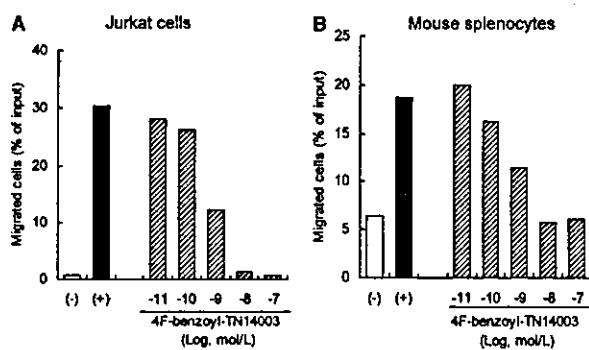 A Jurkat cells
Migrated cells (% of input)
40
30
20
10
0
(-) (+) -11 -10 -9 -8 -7
4F-benzoyl-TN14003
(Log, mol/L)
B Mouse splenocytes
Migrated cells (% of input)
25
20
15
10
5
0
(-) (+) -11 -10 -9 -8 -7
4F-benzoyl-TN14003
(Log, mol/L)